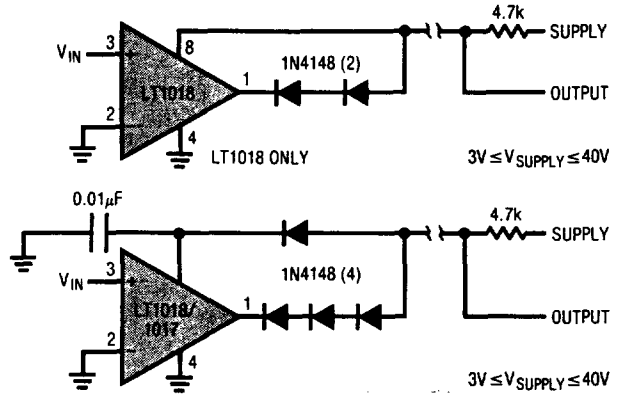 4.7k
SUPPLY
3
V_IN
+
8
1N4148 (2)
1
LT1018
2
−
4
OUTPUT
LT1018 ONLY
3V ≤ V_SUPPLY ≤ 40V
0.01µF
4.7k
SUPPLY
3
V_IN
+
1N4148 (4)
1
LT1018/
1017
2
−
4
OUTPUT
3V ≤ V_SUPPLY ≤ 40V